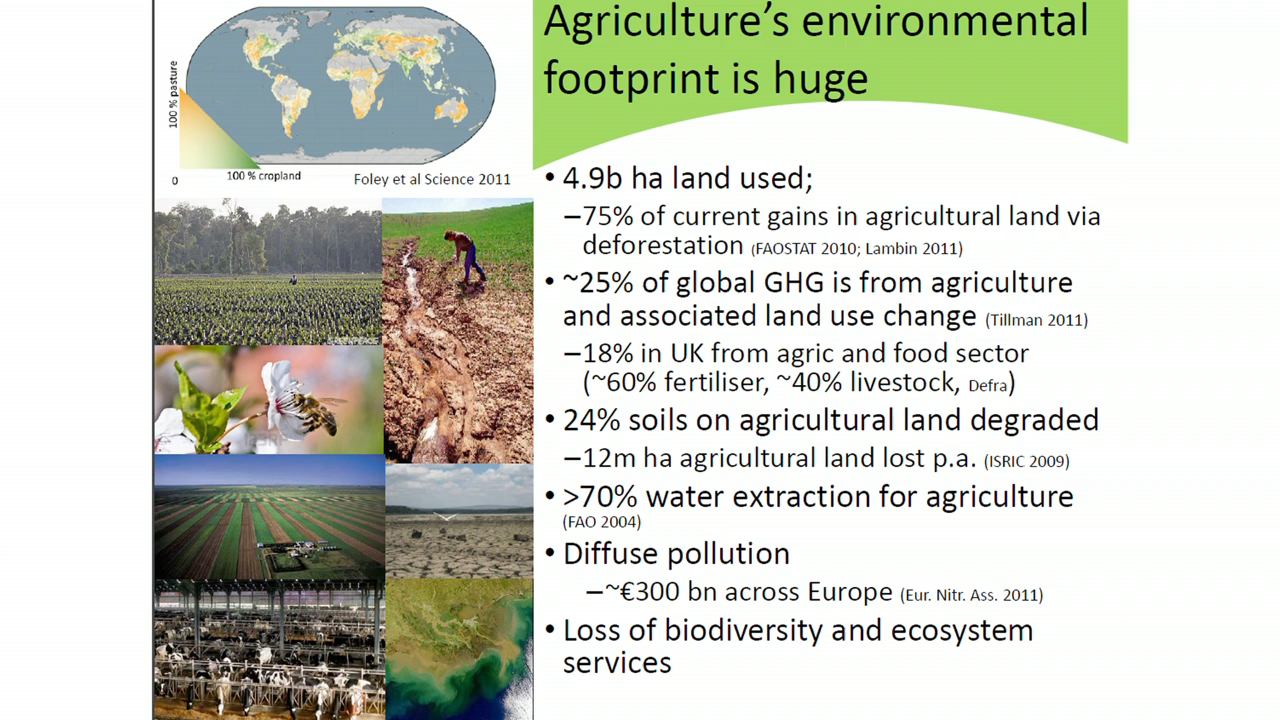 Agriculture's environmental
footprint is huge
100 % pasture
0
100 % cropland
Foley et al Science 2011
• 4.9b ha land used;
–75% of current gains in agricultural land via
deforestation (FAOSTAT 2010; Lambin 2011)
• ~25% of global GHG is from agriculture
and associated land use change (Tillman 2011)
–18% in UK from agric and food sector
(~60% fertiliser, ~40% livestock, Defra)
• 24% soils on agricultural land degraded
–12m ha agricultural land lost p.a. (ISRIC 2009)
• >70% water extraction for agriculture
(FAO 2004)
• Diffuse pollution
–~€300 bn across Europe (Eur. Nitr. Ass. 2011)
• Loss of biodiversity and ecosystem
services
GREENPEACE